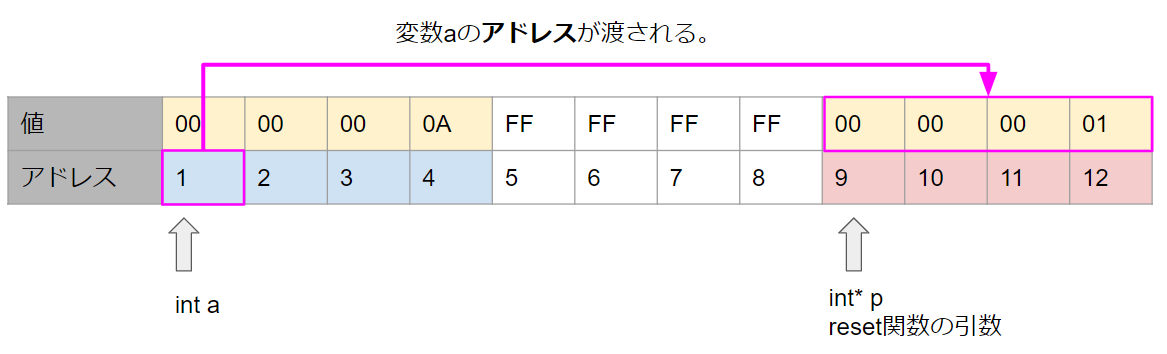 変数aのアドレスが渡される。
値 00 00 00 0A FF FF FF FF 00 00 00 01
アドレス 1 2 3 4 5 6 7 8 9 10 11 12
int a
int* p
reset関数の引数